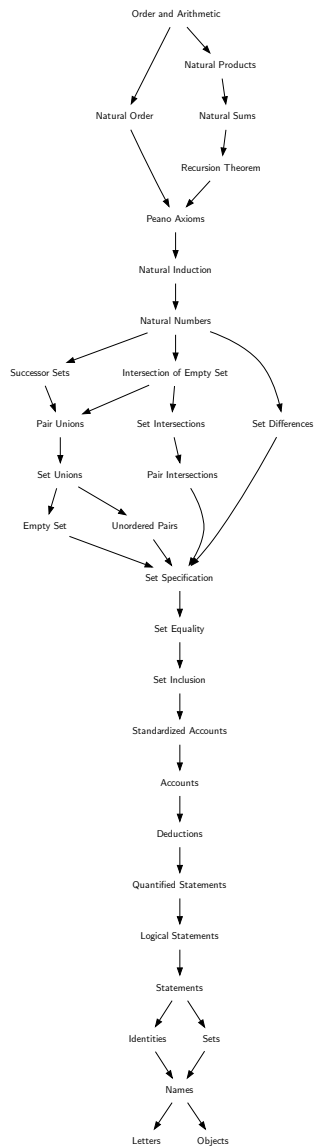 Order and Arithmetic
Natural Products
Natural Order
Natural Sums
Recursion Theorem
Peano Axioms
Natural Induction
Natural Numbers
Successor Sets
Intersection of Empty Set
Pair Unions
Set Intersections
Set Differences
Set Unions
Pair Intersections
Empty Set
Unordered Pairs
Set Specification
Set Equality
Set Inclusion
Standardized Accounts
Accounts
Deductions
Quantified Statements
Logical Statements
Statements
Identities
Sets
Names
Letters
Objects